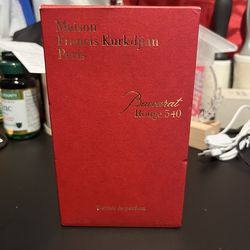 Maison
Francis Kurkdjian
Paris
Baccarat
Rouge 540
Extrait de parfum